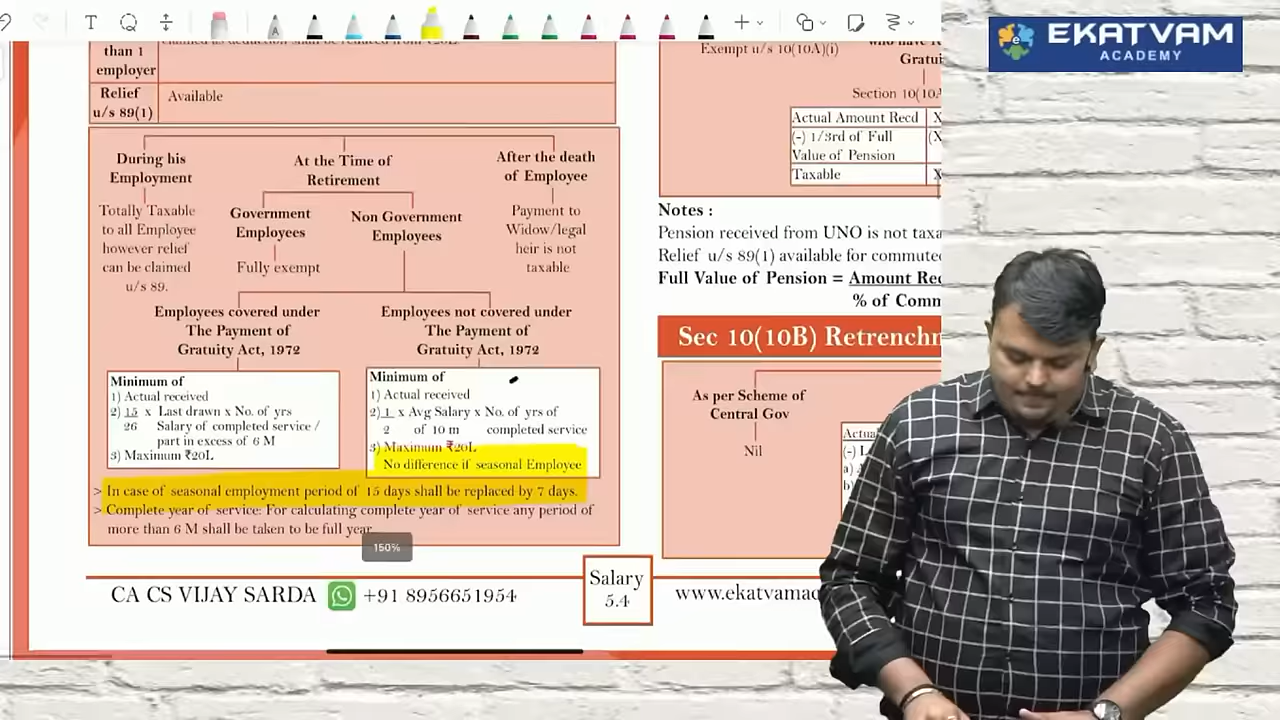 T
A
EKATVAM
ACADEMY
than 1
employer
claimed as deduction shall be reduced from ₹20L.
Relief
u/s 89(1)
Available
During his
Employment
Totally Taxable
to all Employee
however relief
can be claimed
u/s 89.
At the Time of
Retirement
Government
Employees
Fully exempt
Non Government
Employees
After the death
of Employee
Payment to
Widow/legal
heir is not
taxable
Employees covered under
The Payment of
Gratuity Act, 1972
Minimum of
1) Actual received
2) 15 x Last drawn x No. of yrs
26 Salary of completed service /
part in excess of 6 M
3) Maximum ₹20L
Employees not covered under
The Payment of
Gratuity Act, 1972
Minimum of
1) Actual received
2) 1 x Avg Salary x No. of yrs of
2 of 10 m completed service
3) Maximum ₹20L
No difference if seasonal Employee
> In case of seasonal employment period of 15 days shall be replaced by 7 days.
> Complete year of service: For calculating complete year of service any period of
more than 6 M shall be taken to be full year.
150%
CA CS VIJAY SARDA +91 8956651954
Salary
5.4
Exempt u/s 10(10A)(i)
who have
Section 10(10A
Actual Amount Recd
(-) 1/3rd of Full (X
Value of Pension
Taxable
Notes :
Pension received from UNO is not taxa
Relief u/s 89(1) available for commute
Full Value of Pension = Amount Rec
% of Comm
Sec 10(10B) Retrenchm
As per Scheme of
Central Gov
Nil
(-)
a)
b)
www.ekatvamac